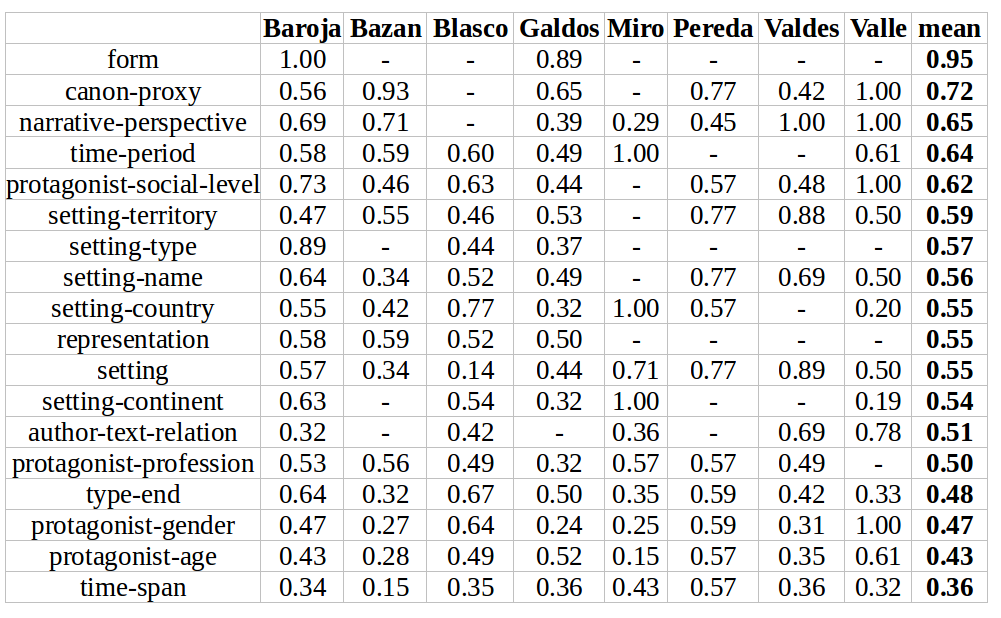 Baroja Bazan Blasco Galdos Miro Pereda Valdes Valle mean
form 1.00 - - 0.89 - - - - 0.95
canon-proxy 0.56 0.93 - 0.65 - 0.77 0.42 1.00 0.72
narrative-perspective 0.69 0.71 - 0.39 0.29 0.45 1.00 1.00 0.65
time-period 0.58 0.59 0.60 0.49 1.00 - - 0.61 0.64
protagonist-social-level 0.73 0.46 0.63 0.44 - 0.57 0.48 1.00 0.62
setting-territory 0.47 0.55 0.46 0.53 - 0.77 0.88 0.50 0.59
setting-type 0.89 - 0.44 0.37 - - - - 0.57
setting-name 0.64 0.34 0.52 0.49 - 0.77 0.69 0.50 0.56
setting-country 0.55 0.42 0.77 0.32 1.00 0.57 - 0.20 0.55
representation 0.58 0.59 0.52 0.50 - - - - 0.55
setting 0.57 0.34 0.14 0.44 0.71 0.77 0.89 0.50 0.55
setting-continent 0.63 - 0.54 0.32 1.00 - - 0.19 0.54
author-text-relation 0.32 - 0.42 - 0.36 - 0.69 0.78 0.51
protagonist-profession 0.53 0.56 0.49 0.32 0.57 0.57 0.49 - 0.50
type-end 0.64 0.32 0.67 0.50 0.35 0.59 0.42 0.33 0.48
protagonist-gender 0.47 0.27 0.64 0.24 0.25 0.59 0.31 1.00 0.47
protagonist-age 0.43 0.28 0.49 0.52 0.15 0.57 0.35 0.61 0.43
time-span 0.34 0.15 0.35 0.36 0.43 0.57 0.36 0.32 0.36